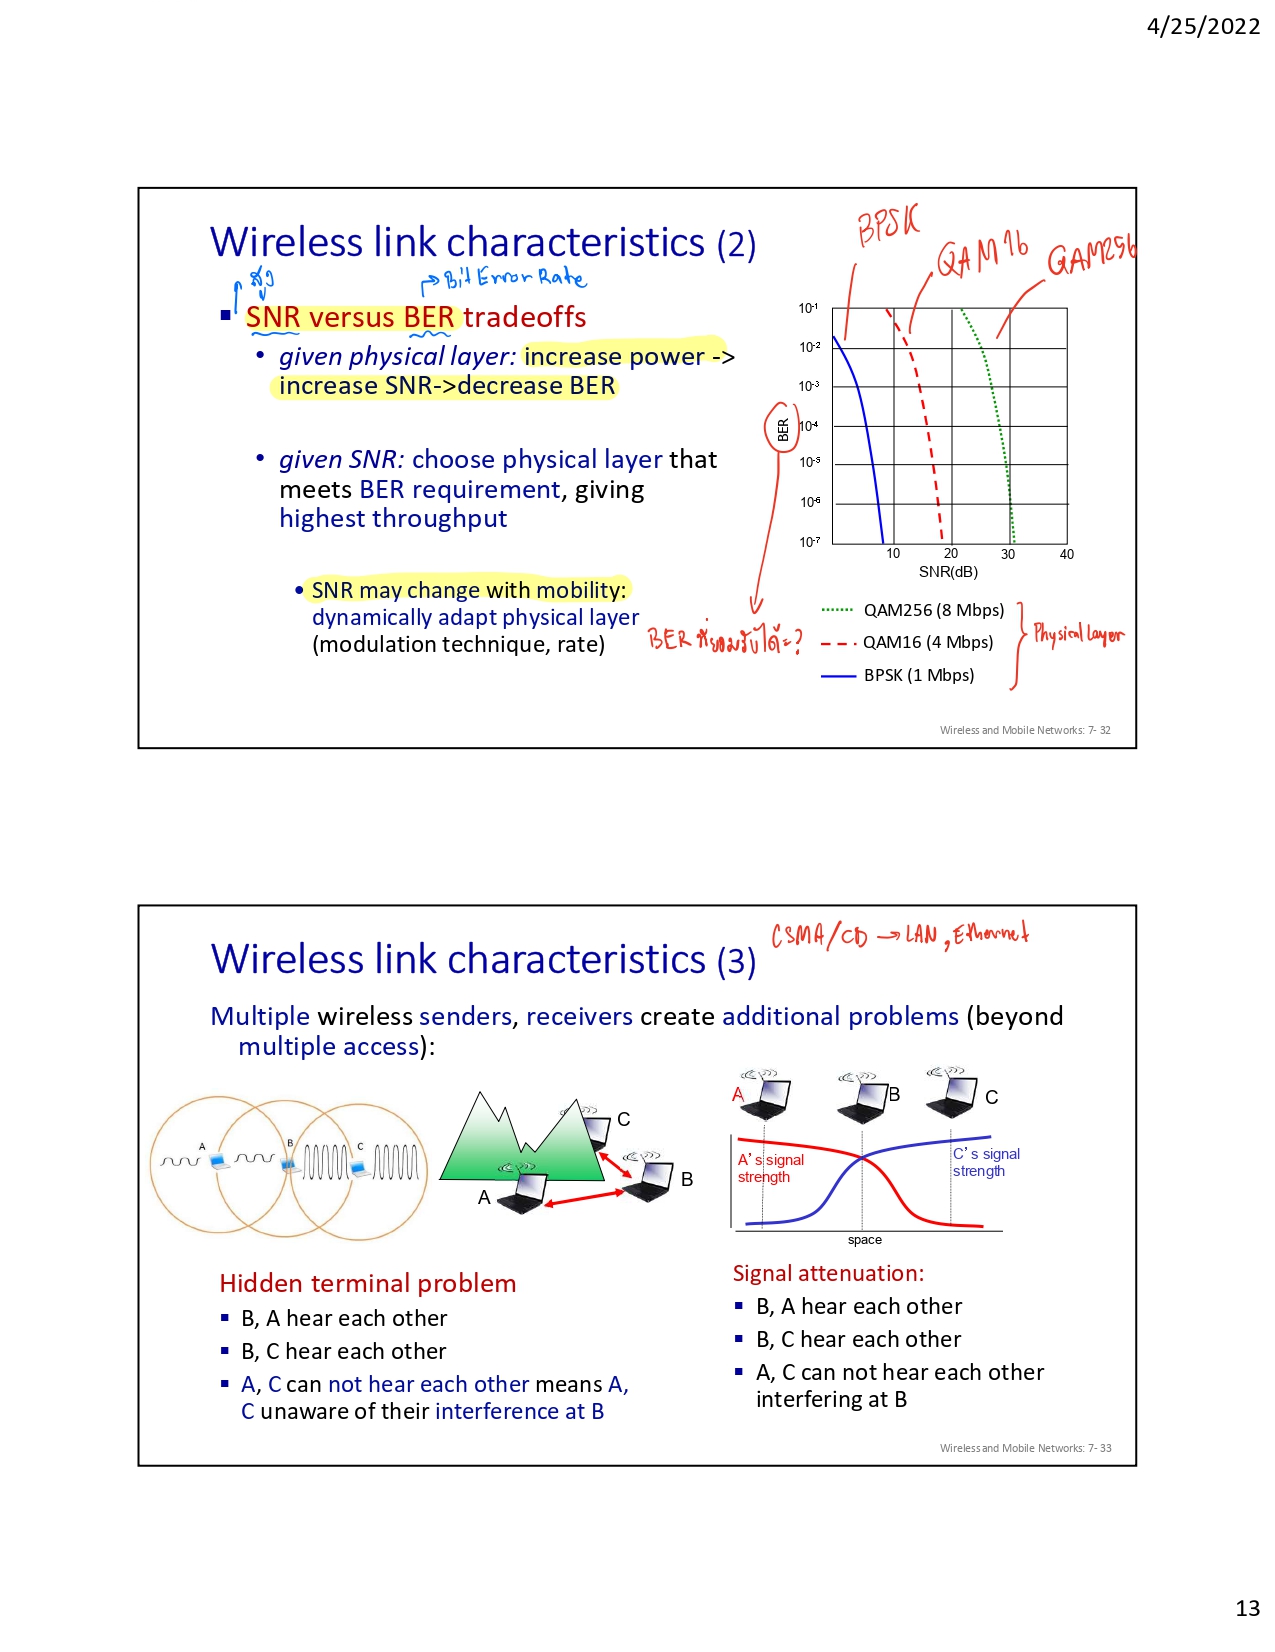 4/25/2022
Wireless link characteristics (2)
BPSK
QAM 16
QAM256
สูง
Bit Error Rate
▪ SNR versus BER tradeoffs
• given physical layer: increase power ->
increase SNR->decrease BER
• given SNR: choose physical layer that
meets BER requirement, giving
highest throughput
• SNR may change with mobility:
dynamically adapt physical layer
(modulation technique, rate)
BER ที่ยอมรับได้ = ?
BER
10-1
10-2
10-3
10-4
10-5
10-6
10-7
10 20 30 40
SNR(dB)
QAM256 (8 Mbps)
QAM16 (4 Mbps)
BPSK (1 Mbps)
Physical layer
Wireless and Mobile Networks: 7- 32
Wireless link characteristics (3)
CSMA/CD → LAN, Ethernet
Multiple wireless senders, receivers create additional problems (beyond
multiple access):
A B C
C
B
A
A B C
A's signal
strength
C's signal
strength
space
Hidden terminal problem
▪ B, A hear each other
▪ B, C hear each other
▪ A, C can not hear each other means A,
C unaware of their interference at B
Signal attenuation:
▪ B, A hear each other
▪ B, C hear each other
▪ A, C can not hear each other
interfering at B
Wireless and Mobile Networks: 7- 33
13